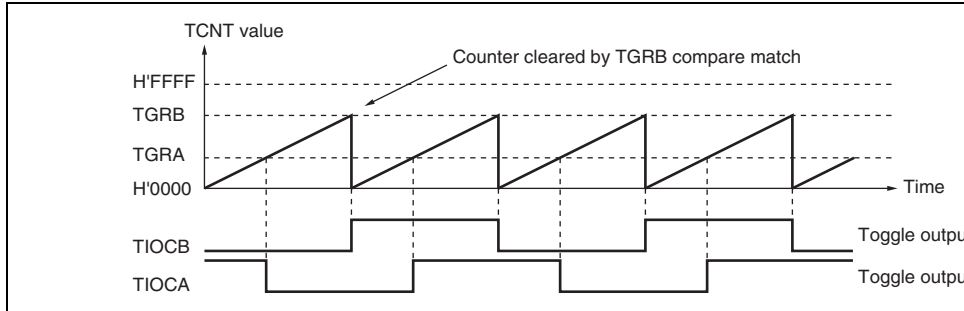 TCNT value
Counter cleared by TGRB compare match
H'FFFF
TGRB
TGRA
H'0000
Time
TIOCB
Toggle outpu
TIOCA
Toggle outpu